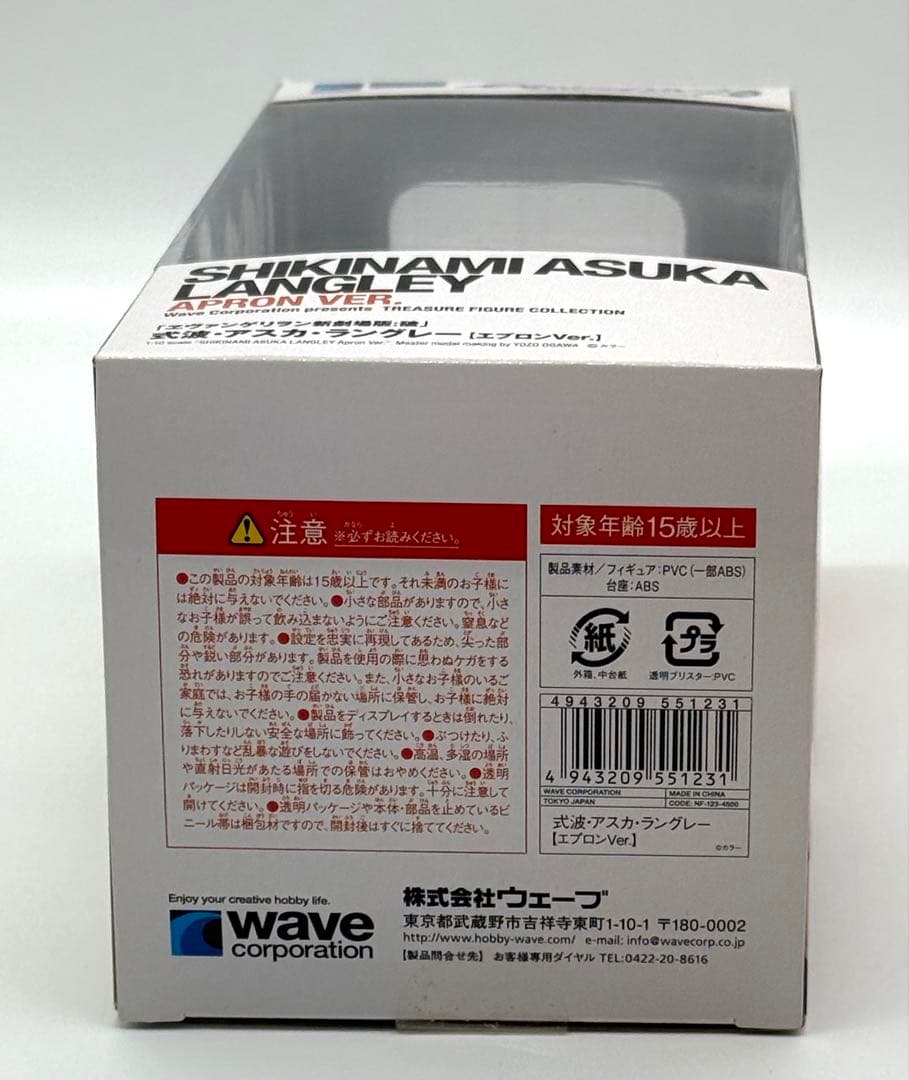 SHIKINAMI ASUKA
LANGLEY
APRON VER.
Wave Corporation presents TREASURE FIGURE COLLECTION
「エヴァンゲリヲン新劇場版:破」
式波・アスカ・ラングレー [エプロンVer.]
1:10 scale "SHIKINAMI ASUKA LANGLEY Apron Ver." Master modal making by YOZO OGAWA ©カラー
注意 ※必ずお読みください。
●この製品の対象年齢は15歳以上です。それ未満のお子様に
は絶対に与えないでください。●小さな部品がありますので、小さ
なお子様が誤って飲み込まないようにご注意ください。窒息など
の危険があります。●設定を忠実に再現してあるため、尖った部
分や鋭い部分があります。製品を使用の際に思わぬケガをする
恐れがありますのでご注意ください。また、小さなお子様のいるご
家庭では、お子様の手の届かない場所に保管し、お子様に絶対
に与えないでください。●製品をディスプレイするときは倒れたり、
落下したりしない安全な場所に飾ってください。●ぶつけたり、ふ
りまわすなど乱暴な遊びをしないでください。●高温、多湿の場所
や直射日光があたる場所での保管はおやめください。●透明
パッケージは開封時に指を切る危険があります。十分に注意して
開けてください。●透明パッケージや本体・部品を止めているビ
ニール帯は梱包材ですので、開封後はすぐに捨ててください。
対象年齢15歳以上
製品素材/フィギュア:PVC(一部ABS)
台座:ABS
紙
外箱、中台紙
プラ
透明ブリスター:PVC
4943209 551231
4 943209 551231
WAVE CORPORATION
TOKYO JAPAN
MADE IN CHINA
CODE: NF-123-4500
式波・アスカ・ラングレー
【エプロンVer.】
©カラー
Enjoy your creative hobby life.
wave
corporation
株式会社ウェーブ
東京都武蔵野市吉祥寺東町1-10-1 〒180-0002
http://www.hobby-wave.com/ e-mail: info@wavecorp.co.jp
【製品問合せ先】 お客様専用ダイヤル TEL:0422-20-8616